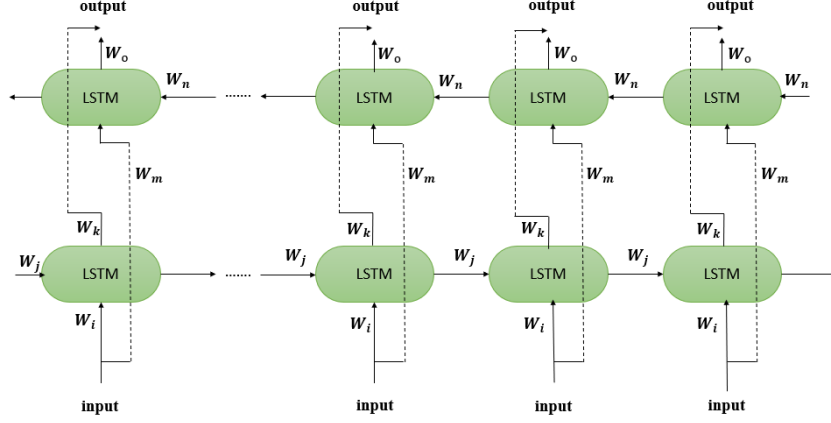 output output output output
W_o W_o W_o W_o
W_n W_n W_n W_n
LSTM ....... LSTM LSTM LSTM
W_m W_m W_m W_m
W_k W_k W_k W_k
W_j W_j W_j W_j
LSTM ....... LSTM LSTM LSTM
W_i W_i W_i W_i
input input input input